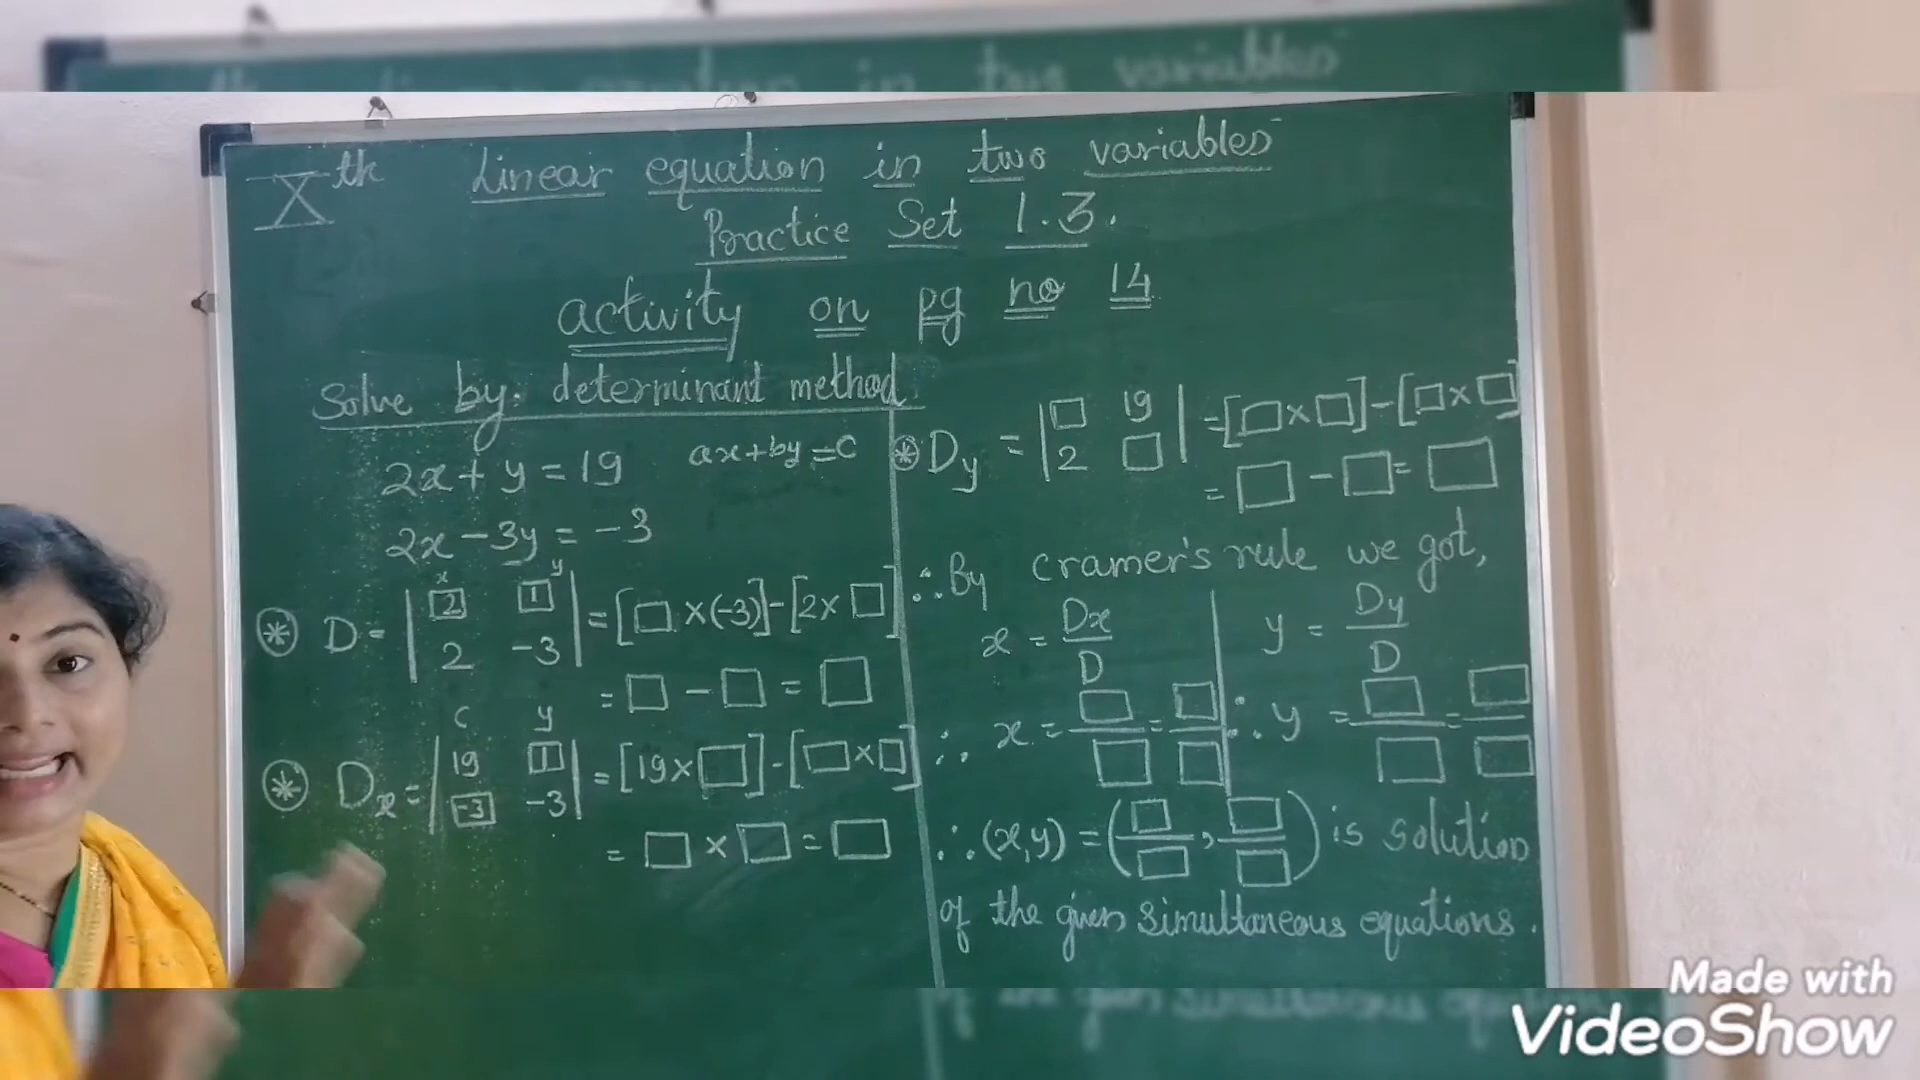 Xth Linear equation in two variables
Practice Set 1.3.
activity on pg no 14
Solve by. determinant method
2x + y = 19 ax+by=c
2x - 3y = -3
x y
⊛ D = | [2] [1] | = [□ × (-3)] - [2 × □]
| 2 -3 |
= □ - □ = □
c y
⊛ Dx = | 19 [1] | = [19 × □] - [□ × □]
| [-3] -3 |
= □ × □ = □
⊛ Dy = | □ 19 | = [□ × □] - [□ × □]
| 2 □ |
= □ - □ = □
∴ By cramer's rule we got,
x = Dx/D | y = Dy/D
∴ x = □/□ = □/□ | ∴ y = □/□ = □/□
∴ (x,y) = (□/□, □/□) is solution
of the given simultaneous equations.
Made with
VideoShow